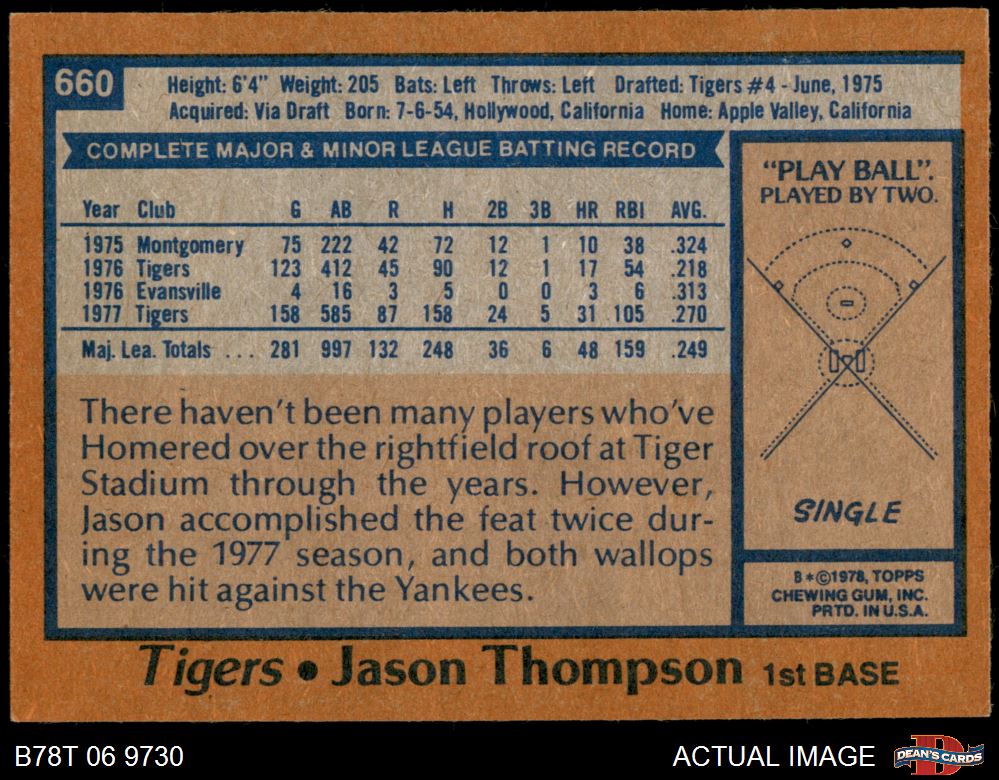 660
Height: 6'4" Weight: 205 Bats: Left Throws: Left Drafted: Tigers #4 - June, 1975
Acquired: Via Draft Born: 7-6-54, Hollywood, California Home: Apple Valley, California
COMPLETE MAJOR & MINOR LEAGUE BATTING RECORD
Year Club G AB R H 2B 3B HR RBI AVG.
1975 Montgomery 75 222 42 72 12 1 10 38 .324
1976 Tigers 123 412 45 90 12 1 17 54 .218
1976 Evansville 4 16 3 5 0 0 3 6 .313
1977 Tigers 158 585 87 158 24 5 31 105 .270
Maj. Lea. Totals ... 281 997 132 248 36 6 48 159 .249
There haven't been many players who've
Homered over the rightfield roof at Tiger
Stadium through the years. However,
Jason accomplished the feat twice dur-
ing the 1977 season, and both wallops
were hit against the Yankees.
"PLAY BALL".
PLAYED BY TWO.
SINGLE
B*©1978, TOPPS
CHEWING GUM, INC.
PRTD. IN U.S.A.
Tigers • Jason Thompson 1st BASE
B78T 06 9730
ACTUAL IMAGE
DEAN'S CARDS